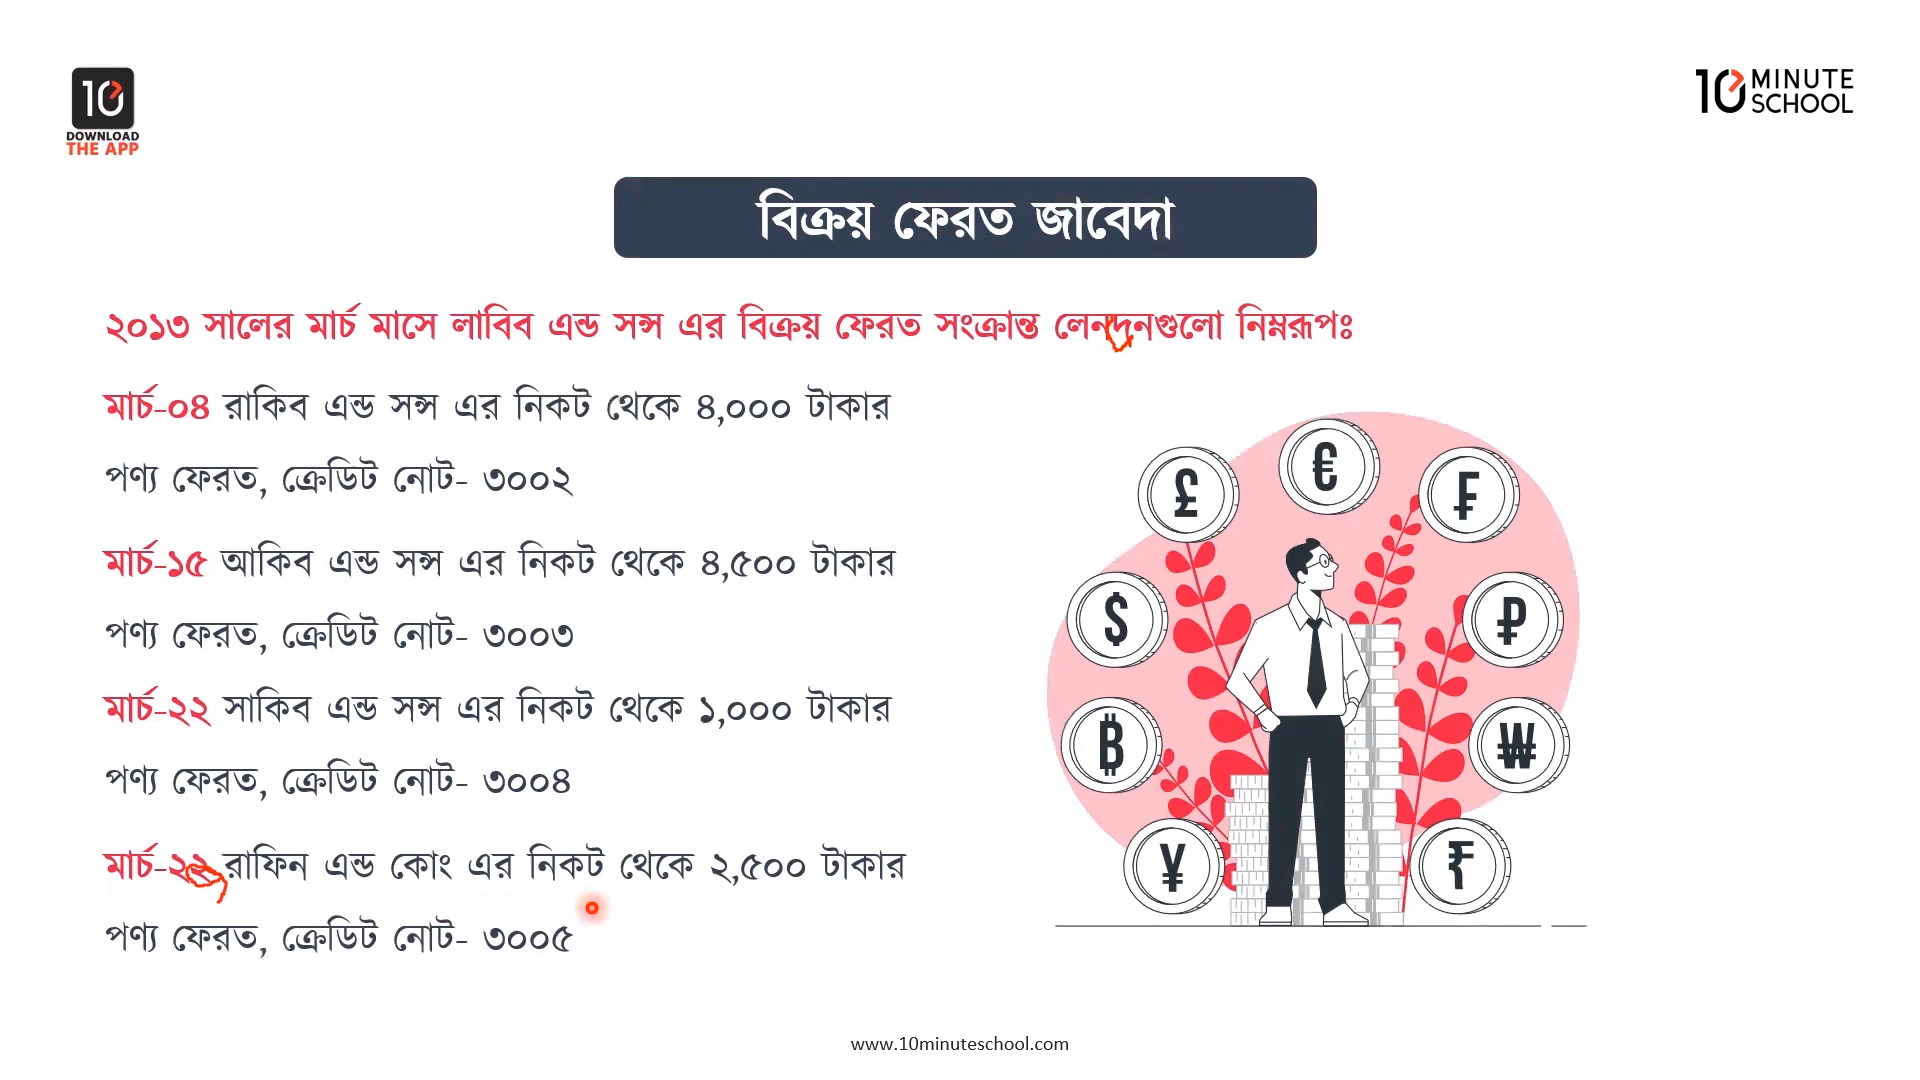 10
DOWNLOAD
THE APP
10 MINUTE
SCHOOL
বিক্রয় ফেরত জাবেদা
২০১৩ সালের মার্চ মাসে লাবিব এন্ড সন্স এর বিক্রয় ফেরত সংক্রান্ত লেনদনগুলো নিম্নরূপঃ
মার্চ-০৪ রাকিব এন্ড সন্স এর নিকট থেকে ৪,০০০ টাকার
পণ্য ফেরত, ক্রেডিট নোট- ৩০০২
মার্চ-১৫ আকিব এন্ড সন্স এর নিকট থেকে ৪,৫০০ টাকার
পণ্য ফেরত, ক্রেডিট নোট- ৩০০৩
মার্চ-২২ সাকিব এন্ড সন্স এর নিকট থেকে ১,০০০ টাকার
পণ্য ফেরত, ক্রেডিট নোট- ৩০০৪
মার্চ-২২ রাফিন এন্ড কোং এর নিকট থেকে ২,৫০০ টাকার
পণ্য ফেরত, ক্রেডিট নোট- ৩০০৫
£ € ₣
$ ₽
₿ ₩
¥ ₹
www.10minuteschool.com